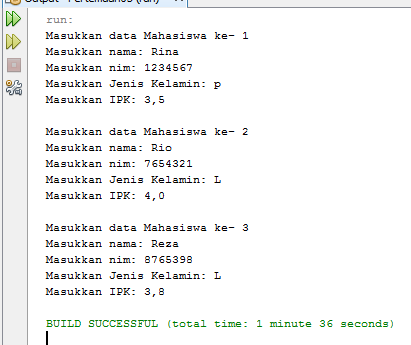 run:
Masukkan data Mahasiswa ke- 1
Masukkan nama: Rina
Masukkan nim: 1234567
Masukkan Jenis Kelamin: p
Masukkan IPK: 3,5
Masukkan data Mahasiswa ke- 2
Masukkan nama: Rio
Masukkan nim: 7654321
Masukkan Jenis Kelamin: L
Masukkan IPK: 4,0
Masukkan data Mahasiswa ke- 3
Masukkan nama: Reza
Masukkan nim: 8765398
Masukkan Jenis Kelamin: L
Masukkan IPK: 3,8
BUILD SUCCESSFUL (total time: 1 minute 36 seconds)